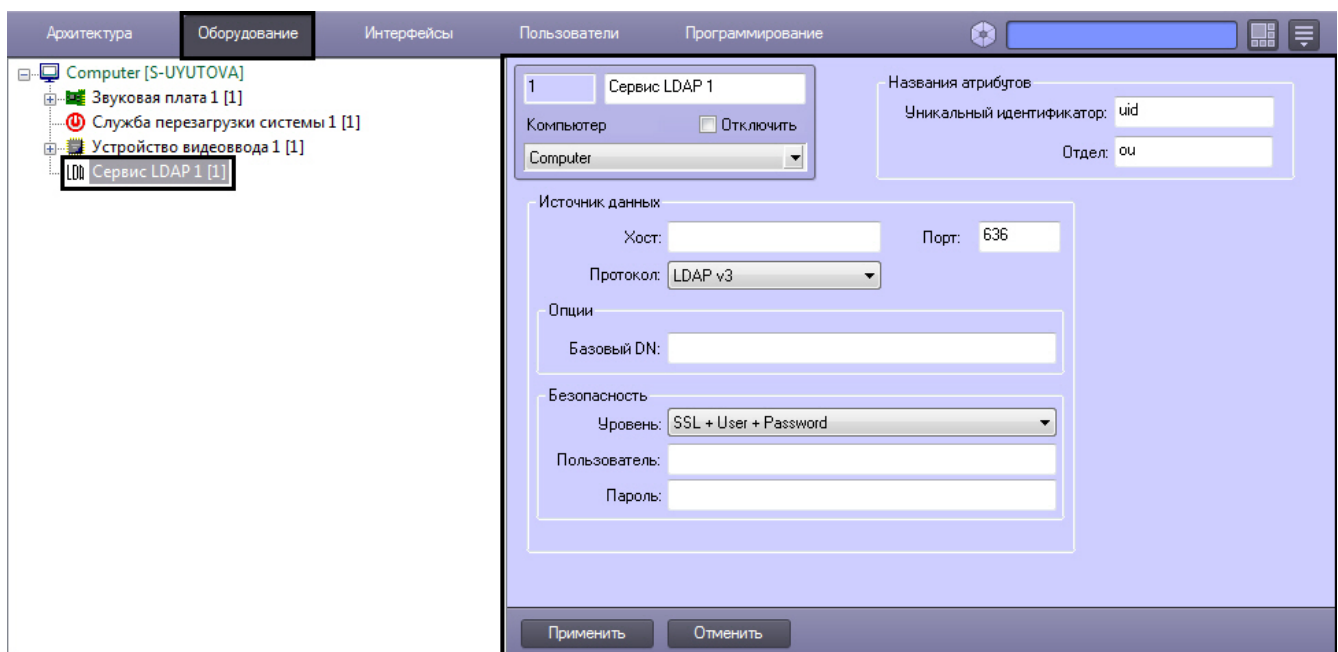 Архитектура Оборудование Интерфейсы Пользователи Программирование
Computer [S-UYUTOVA]
Звуковая плата 1 [1]
Служба перезагрузки системы 1 [1]
Устройство видеоввода 1 [1]
LDA Сервис LDAP 1 [1]
1 Сервис LDAP 1
Компьютер Отключить
Computer
Названия атрибутов
Уникальный идентификатор: uid
Отдел: ou
Источник данных
Хост: Порт: 636
Протокол: LDAP v3
Опции
Базовый DN:
Безопасность
Уровень: SSL + User + Password
Пользователь:
Пароль:
Применить Отменить